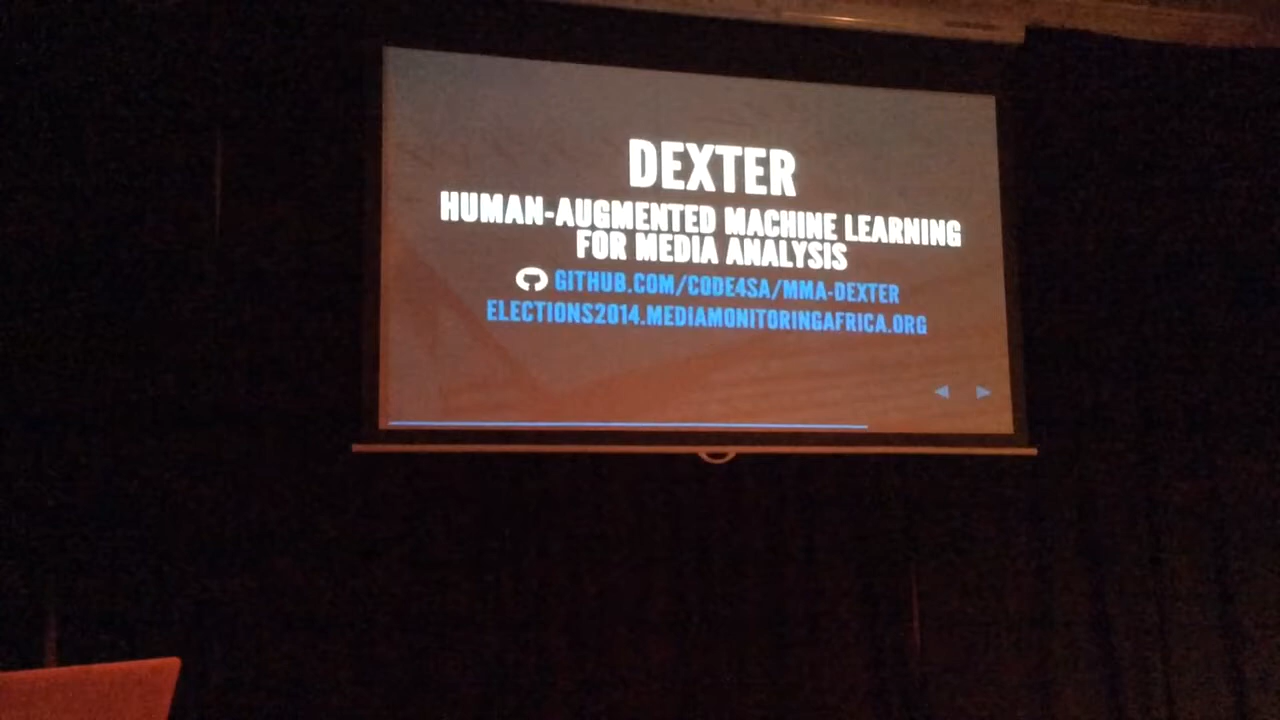 DEXTER
HUMAN-AUGMENTED MACHINE LEARNING
FOR MEDIA ANALYSIS
GITHUB.COM/CODE4SA/MMA-DEXTER
ELECTIONS2014.MEDIAMONITORINGAFRICA.ORG